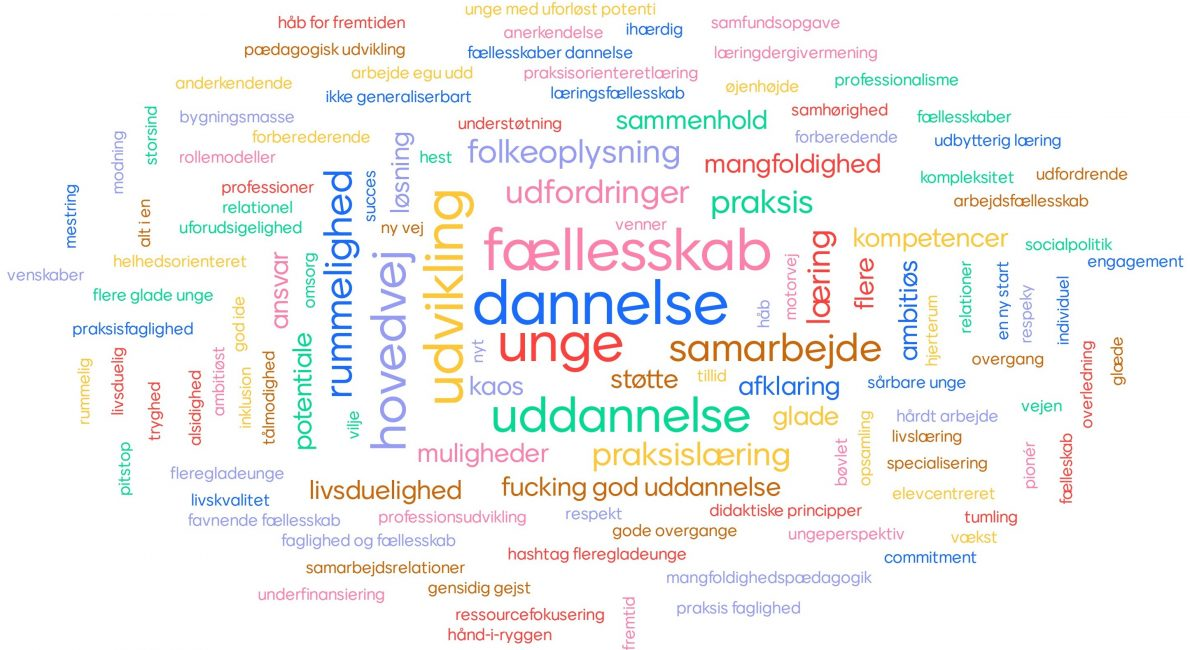 unge med uforløst potenti
håb for fremtiden
anerkendelse
ihærdig
samfundsopgave
pædagogisk udvikling
fællesskaber dannelse
læringdergivermening
anderkendende
arbejde egu udd
praksisorienteretlæring
øjenhøjde
professionalisme
ikke generaliserbart
læringsfællesskab
storsind
bygningsmasse
understøtning
sammenhold
samhørighed
fællesskaber
modning
forberederende
løsning
folkeoplysning
forberedende
udbytterig læring
rollemodeller
hest
mangfoldighed
kompleksitet
udfordrende
mestring
alt i en
professioner
rummelighed
succes
udvikling
udfordringer
praksis
arbejdsfællesskab
relationel
uforudsigelighed
ny vej
venner
fællesskab
kompetencer
socialpolitik
venskaber
helhedsorienteret
ansvar
omsorg
hovedvej
motorvej
læring
flere
ambitiøs
relationer
en ny start
engagement
flere glade unge
dannelse
håb
hjerterum
respeky
individuel
praksisfaglighed
god ide
potentiale
nyt
unge
samarbejde
overgang
glæde
rummelig
livsduelig
tryghed
alsidighed
ambitiøst
inklusion
tålmodighed
vilje
kaos
støtte
tillid
afklaring
sårbare unge
overledning
uddannelse
glade
hårdt arbejde
vejen
pitstop
fleregladeunge
muligheder
praksislæring
bøvlet
opsamling
livslæring
specialisering
pionér
fælleskab
livskvalitet
livsduelighed
fucking god uddannelse
elevcentreret
favnende fællesskab
professionsudvikling
respekt
didaktiske principper
tumling
faglighed og fællesskab
gode overgange
ungeperspektiv
vækst
hashtag fleregladeunge
commitment
samarbejdsrelationer
gensidig gejst
mangfoldighedspædagogik
underfinansiering
ressourcefokusering
fremtid
praksis faglighed
hånd-i-ryggen